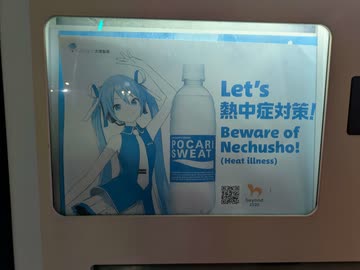 Let's
熱中症対策!
Beware of
Nechusho!
(Heat illness)
POCARI
SWEAT